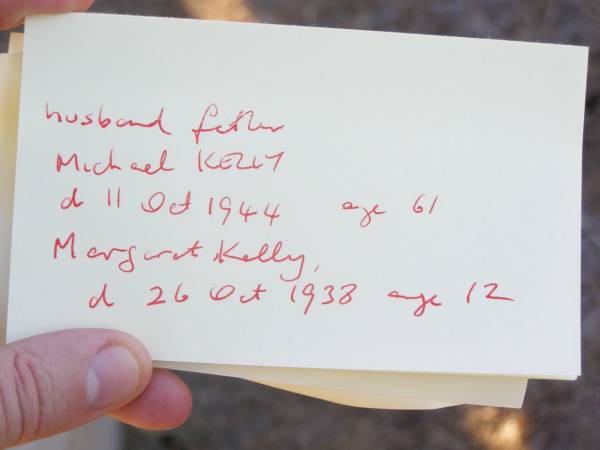 husband father
Michael KELLY
d 11 Oct 1944 age 61
Margaret Kelly,
d 26 Oct 1938 age 12